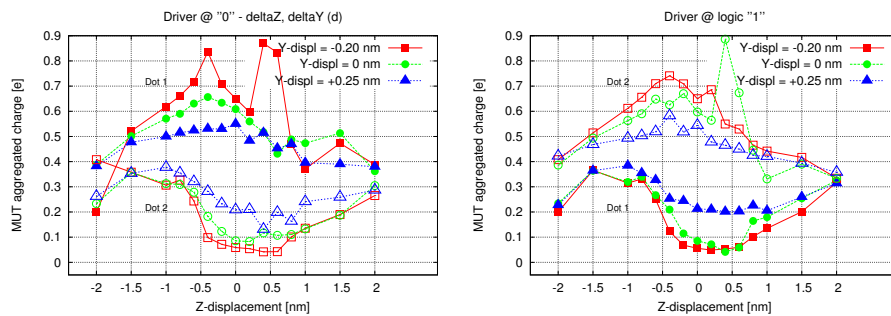 Driver @ "0" - deltaZ, deltaY (d)
MUT aggregated charge [e]
0.9
0.8
0.7
0.6
0.5
0.4
0.3
0.2
0.1
0
Y-displ = -0.20 nm
Y-displ = 0 nm
Y-displ = +0.25 nm
Dot 1
Dot 2
-2 -1.5 -1 -0.5 0 0.5 1 1.5 2
Z-displacement [nm]
Driver @ logic "1"
MUT aggregated charge [e]
0.9
0.8
0.7
0.6
0.5
0.4
0.3
0.2
0.1
0
Y-displ = -0.20 nm
Y-displ = 0 nm
Y-displ = +0.25 nm
Dot 2
Dot 1
-2 -1.5 -1 -0.5 0 0.5 1 1.5 2
Z-displacement [nm]